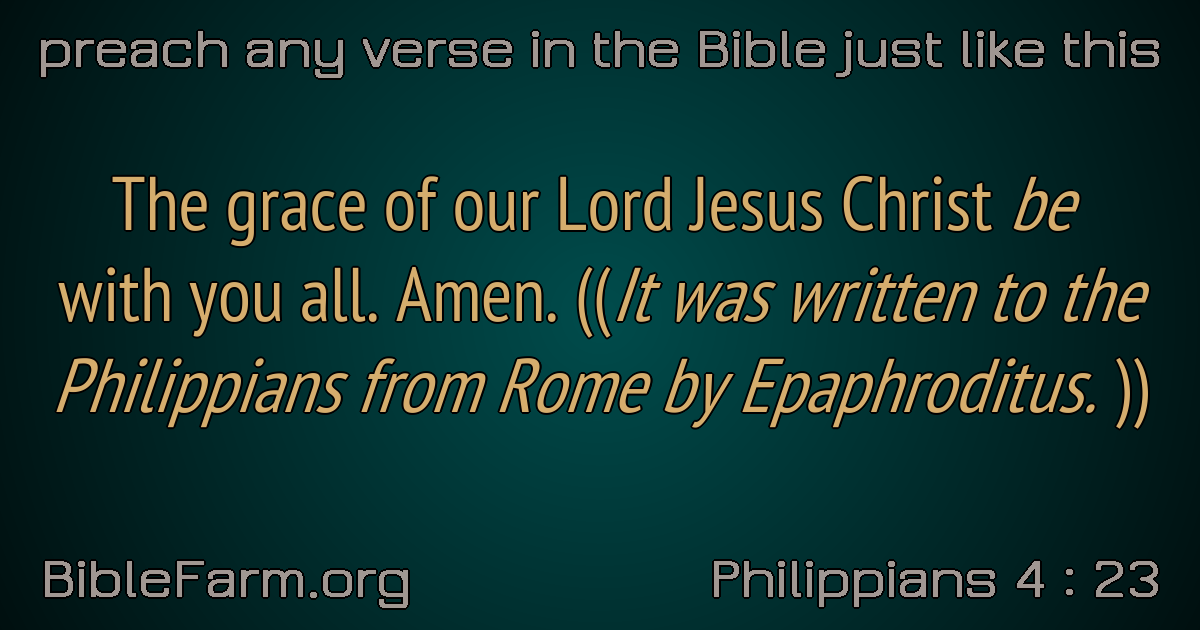 preach any verse in the Bible just like this
The grace of our Lord Jesus Christ be
with you all. Amen. ((It was written to the
Philippians from Rome by Epaphroditus. ))
BibleFarm.org
Philippians 4 : 23